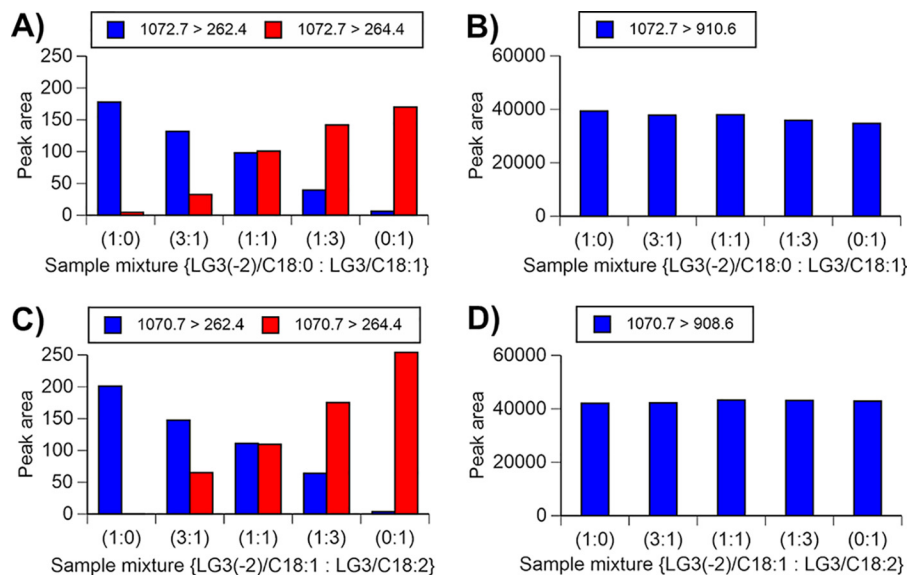 A)
1072.7 > 262.4 1072.7 > 264.4
250
200
150
100
50
0
Peak area
(1:0) (3:1) (1:1) (1:3) (0:1)
Sample mixture {LG3(-2)/C18:0 : LG3/C18:1}
B)
1072.7 > 910.6
60000
40000
20000
0
Peak area
(1:0) (3:1) (1:1) (1:3) (0:1)
Sample mixture {LG3(-2)/C18:0 : LG3/C18:1}
C)
1070.7 > 262.4 1070.7 > 264.4
250
200
150
100
50
0
Peak area
(1:0) (3:1) (1:1) (1:3) (0:1)
Sample mixture {LG3(-2)/C18:1 : LG3/C18:2}
D)
1070.7 > 908.6
60000
40000
20000
0
Peak area
(1:0) (3:1) (1:1) (1:3) (0:1)
Sample mixture {LG3(-2)/C18:1 : LG3/C18:2}